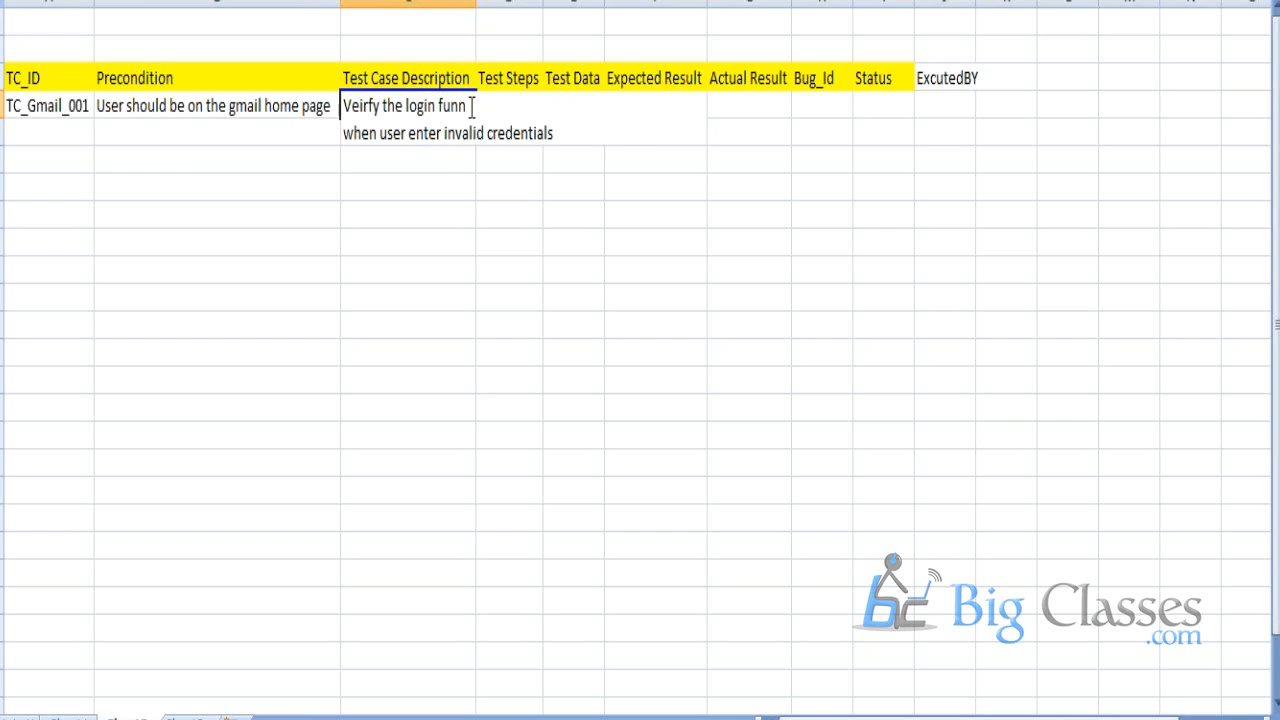 TC_ID Precondition Test Case Description Test Steps Test Data Expected Result Actual Result Bug_Id Status ExcutedBY
TC_Gmail_001 User should be on the gmail home page Veirfy the login funn
when user enter invalid credentials
Big Classes
.com